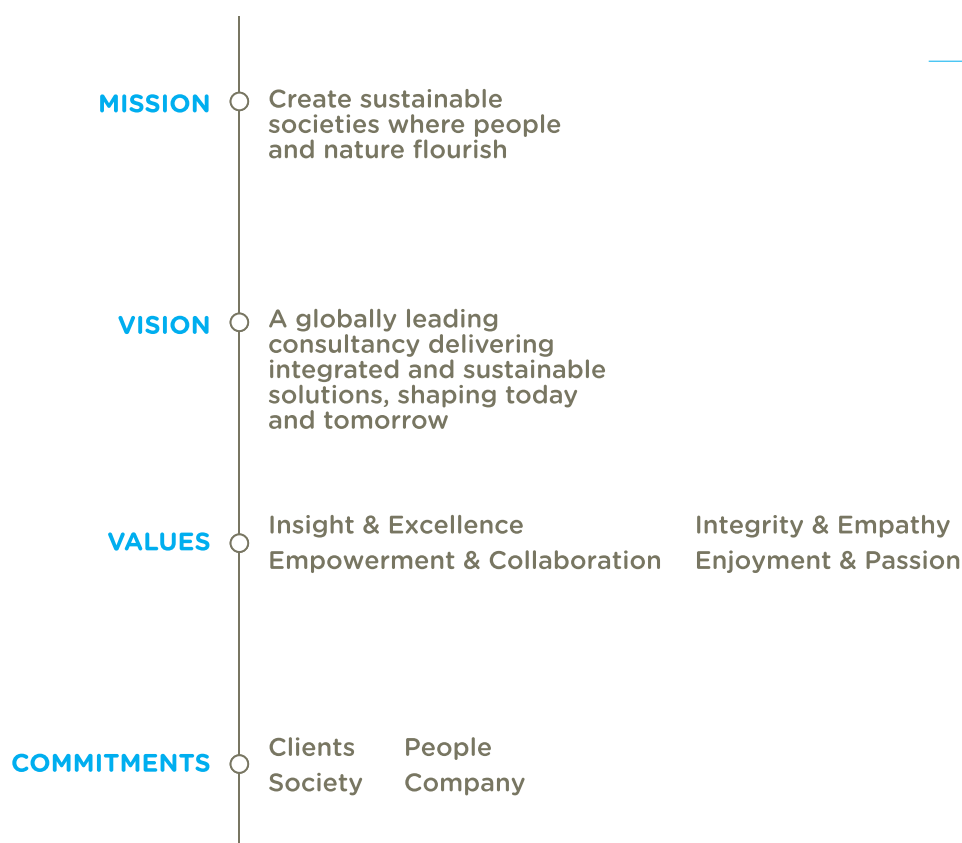 MISSION
Create sustainable
societies where people
and nature flourish
VISION
A globally leading
consultancy delivering
integrated and sustainable
solutions, shaping today
and tomorrow
VALUES
Insight & Excellence Integrity & Empathy
Empowerment & Collaboration Enjoyment & Passion
COMMITMENTS
Clients People
Society Company